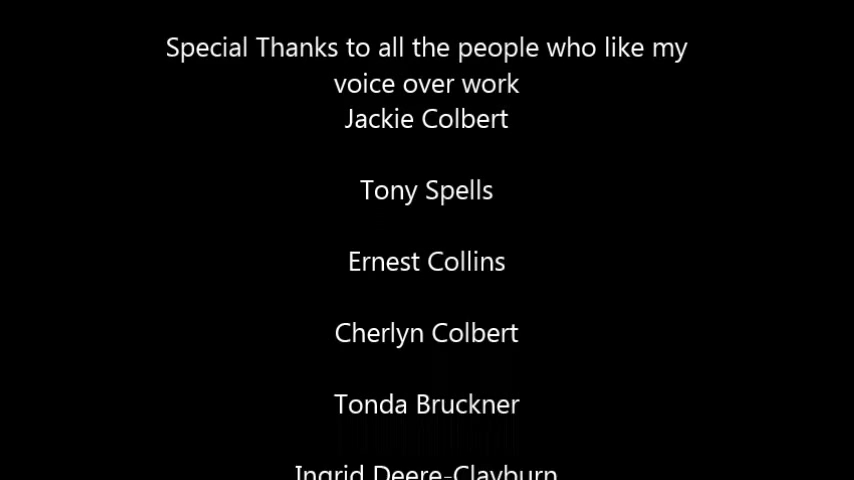 Special Thanks to all the people who like my
voice over work
Jackie Colbert
Tony Spells
Ernest Collins
Cherlyn Colbert
Tonda Bruckner
Ingrid Deere-Clayburn